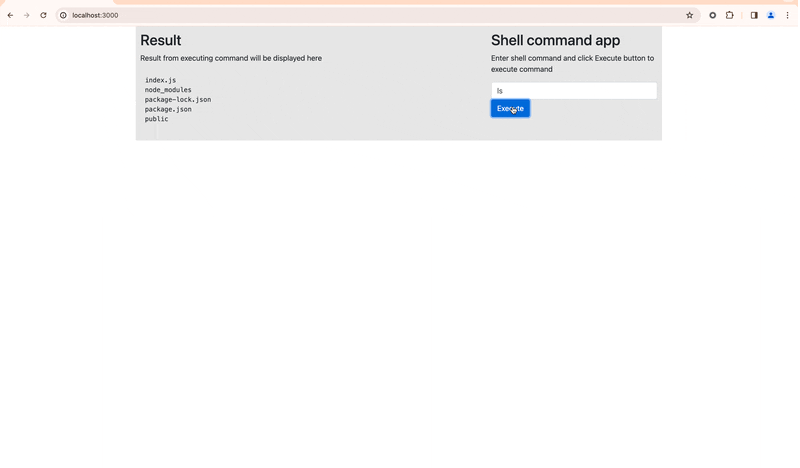 localhost:3000
Result
Result from executing command will be displayed here
index.js
node_modules
package-lock.json
package.json
public
Shell command app
Enter shell command and click Execute button to
execute command
ls
Execute